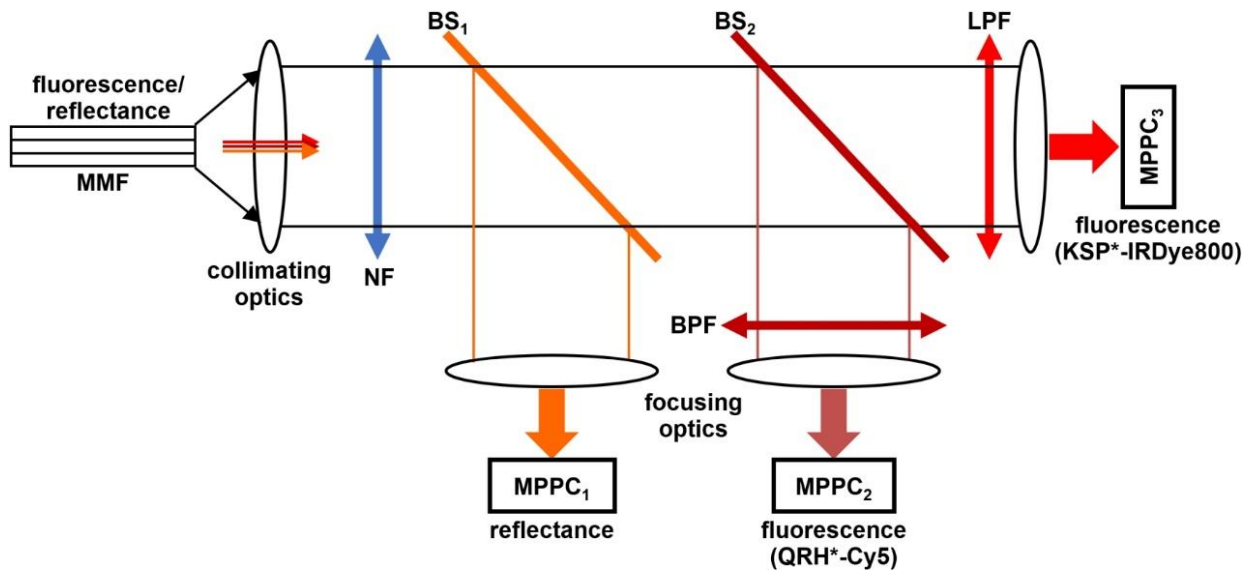 BS1
BS2
LPF
fluorescence/
reflectance
MMF
MPPC3
fluorescence
(KSP*-IRDye800)
collimating
optics
NF
BPF
focusing
optics
MPPC1
reflectance
MPPC2
fluorescence
(QRH*-Cy5)